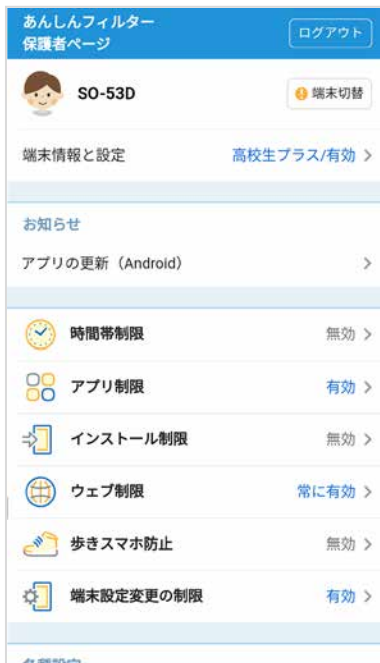 あんしんフィルター
保護者ページ
ログアウト
SO-53D
端末切替
端末情報と設定
高校生プラス/有効
お知らせ
アプリの更新（Android）
時間帯制限
無効
アプリ制限
有効
インストール制限
無効
ウェブ制限
常に有効
歩きスマホ防止
無効
端末設定変更の制限
有効
各種設定